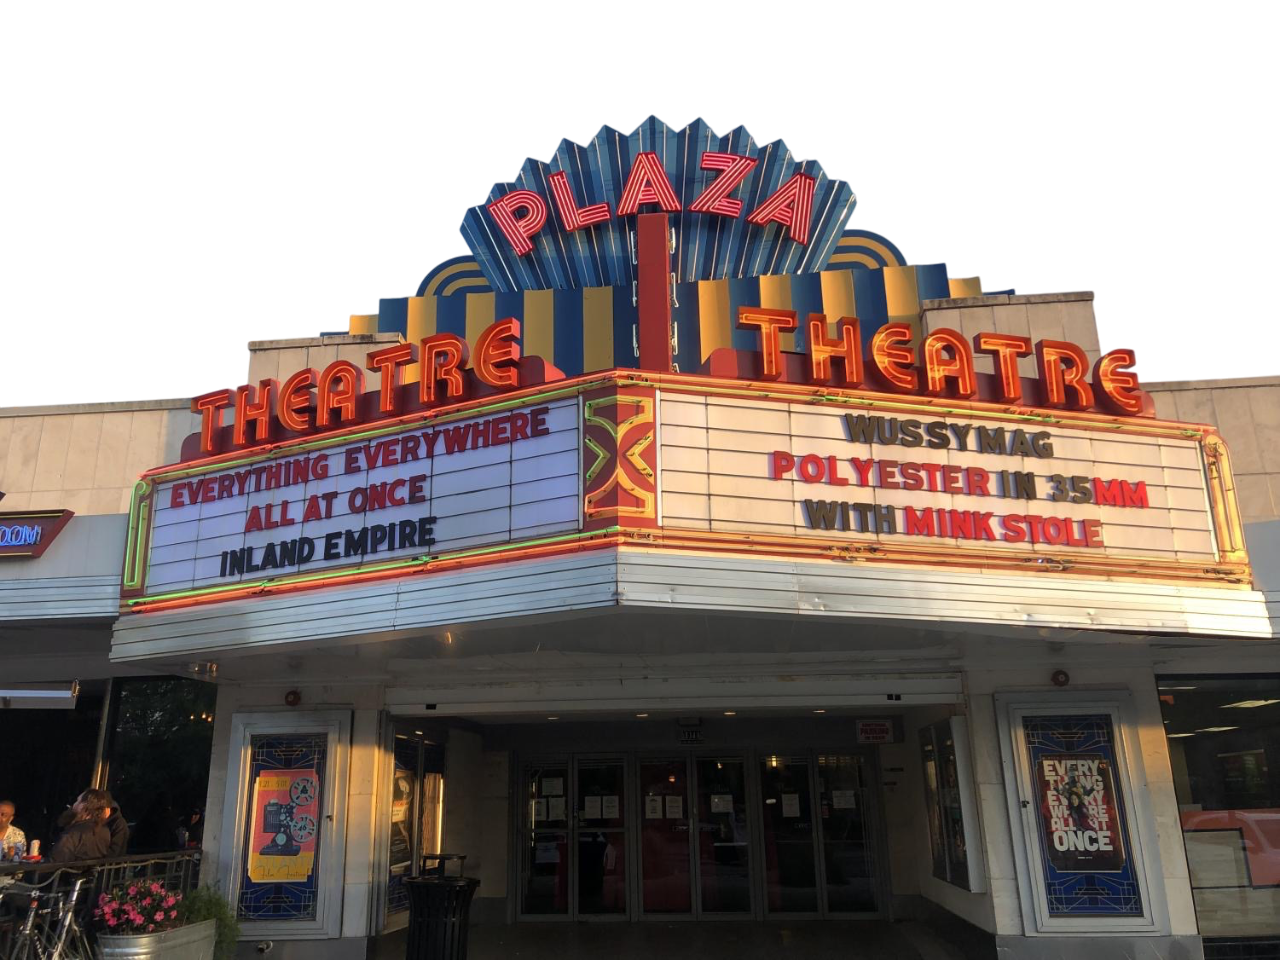 PLAZA
THEATRE
THEATRE
EVERYTHING EVERYWHERE
ALL AT ONCE
INLAND EMPIRE
WUSSYMAG
POLYESTER IN 35MM
WITH MINK STOLE
EVERY
THING
EVERY
WHERE
ALL AT
ONCE